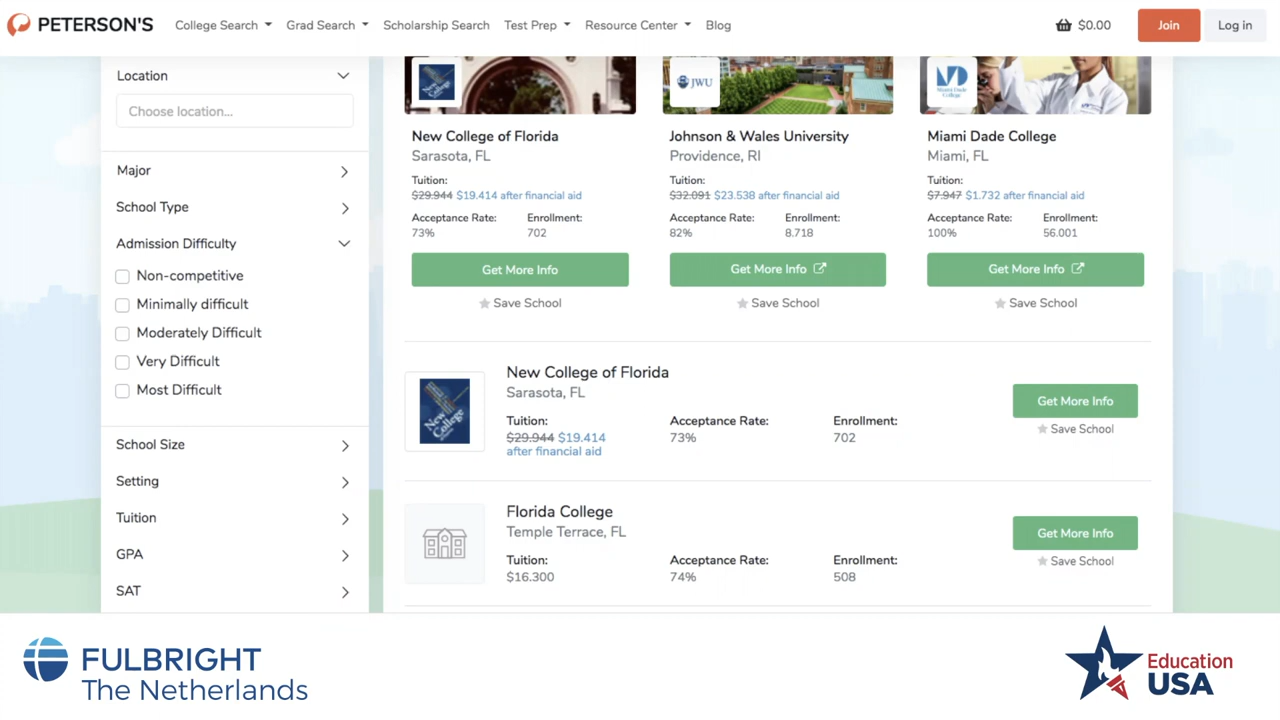 PETERSON'S College Search Grad Search Scholarship Search Test Prep Resource Center Blog $0.00 Join Log in
Location
Choose location...
Major
School Type
Admission Difficulty
Non-competitive
Minimally difficult
Moderately Difficult
Very Difficult
Most Difficult
School Size
Setting
Tuition
GPA
SAT
JWU
MD
Miami Dade
College
New College of Florida
Sarasota, FL
Tuition:
$29.944 $19.414 after financial aid
Acceptance Rate: Enrollment:
73% 702
Get More Info
Save School
Johnson & Wales University
Providence, RI
Tuition:
$32.091 $23.538 after financial aid
Acceptance Rate: Enrollment:
82% 8.718
Get More Info
Save School
Miami Dade College
Miami, FL
Tuition:
$7.947 $1.732 after financial aid
Acceptance Rate: Enrollment:
100% 56.001
Get More Info
Save School
New College
New College of Florida
Sarasota, FL
Tuition: Acceptance Rate: Enrollment:
$29.944 $19.414 73% 702
after financial aid
Get More Info
Save School
Florida College
Temple Terrace, FL
Tuition: Acceptance Rate: Enrollment:
$16.300 74% 508
Get More Info
Save School
FULBRIGHT
The Netherlands
Education
USA